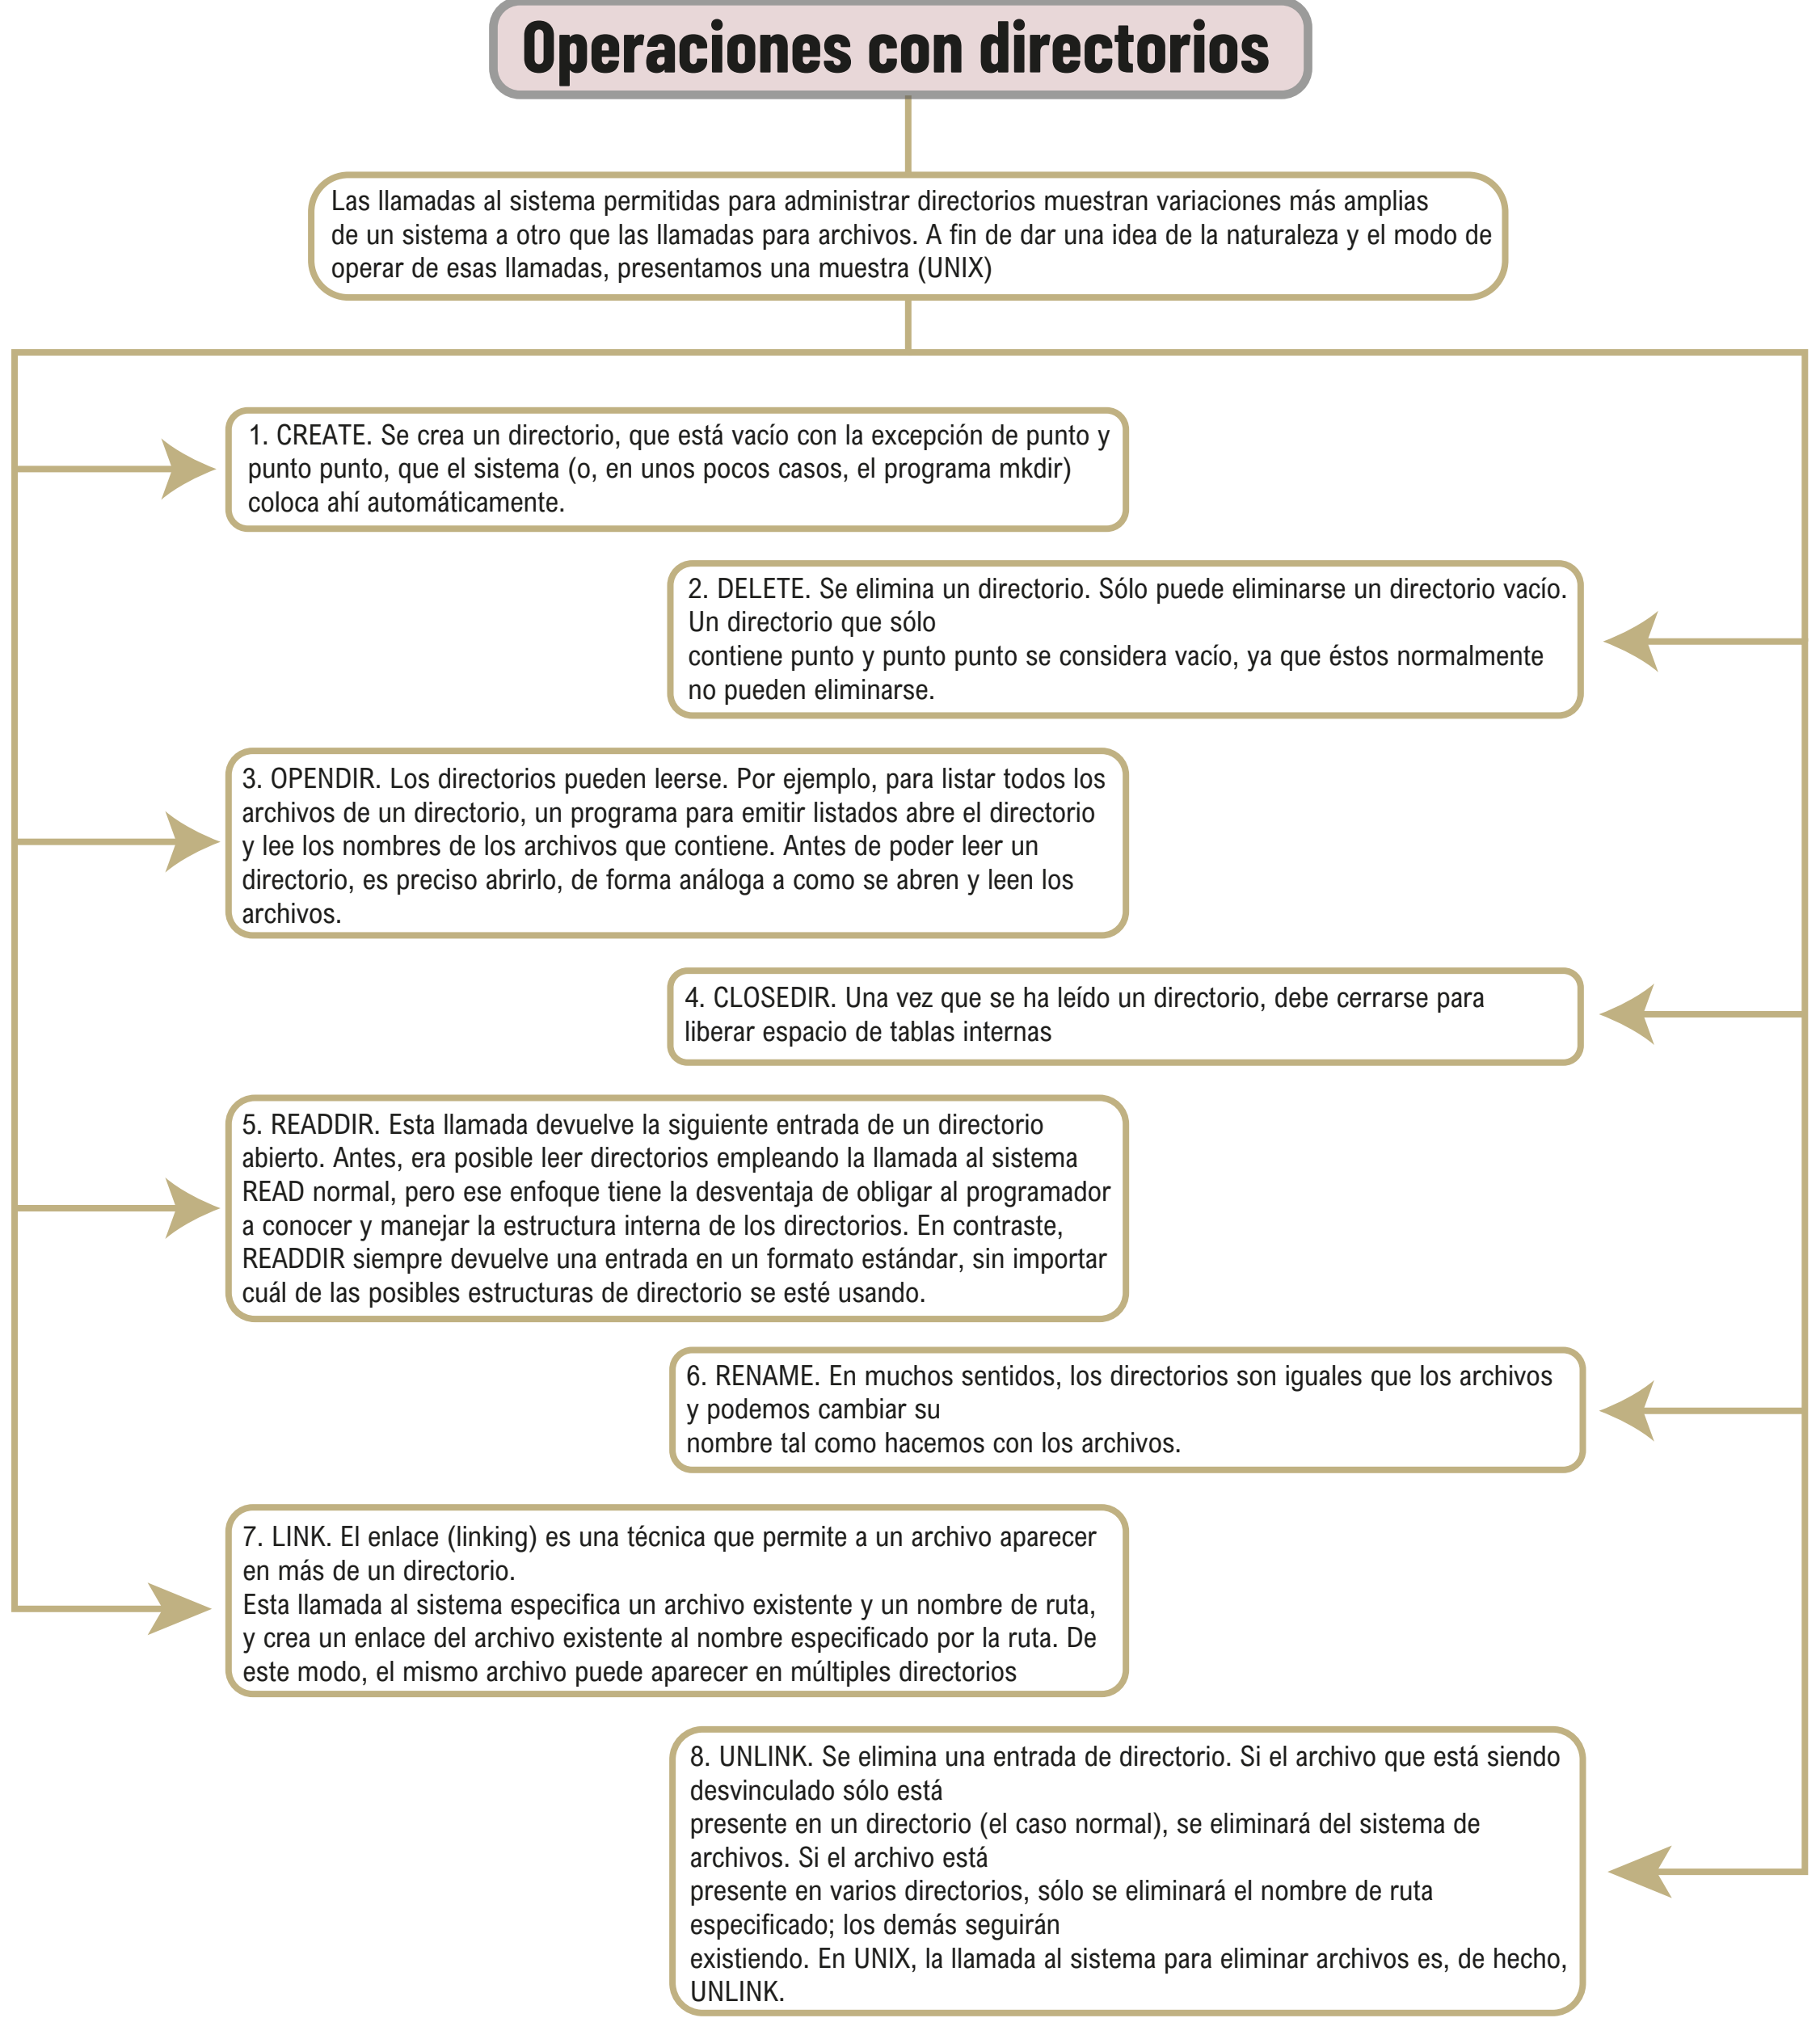 Operaciones con directorios
Las llamadas al sistema permitidas para administrar directorios muestran variaciones más amplias
de un sistema a otro que las llamadas para archivos. A fin de dar una idea de la naturaleza y el modo de
operar de esas llamadas, presentamos una muestra (UNIX)
1. CREATE. Se crea un directorio, que está vacío con la excepción de punto y
punto punto, que el sistema (o, en unos pocos casos, el programa mkdir)
coloca ahí automáticamente.
2. DELETE. Se elimina un directorio. Sólo puede eliminarse un directorio vacío.
Un directorio que sólo
contiene punto y punto punto se considera vacío, ya que éstos normalmente
no pueden eliminarse.
3. OPENDIR. Los directorios pueden leerse. Por ejemplo, para listar todos los
archivos de un directorio, un programa para emitir listados abre el directorio
y lee los nombres de los archivos que contiene. Antes de poder leer un
directorio, es preciso abrirlo, de forma análoga a como se abren y leen los
archivos.
4. CLOSEDIR. Una vez que se ha leído un directorio, debe cerrarse para
liberar espacio de tablas internas
5. READDIR. Esta llamada devuelve la siguiente entrada de un directorio
abierto. Antes, era posible leer directorios empleando la llamada al sistema
READ normal, pero ese enfoque tiene la desventaja de obligar al programador
a conocer y manejar la estructura interna de los directorios. En contraste,
READDIR siempre devuelve una entrada en un formato estándar, sin importar
cuál de las posibles estructuras de directorio se esté usando.
6. RENAME. En muchos sentidos, los directorios son iguales que los archivos
y podemos cambiar su
nombre tal como hacemos con los archivos.
7. LINK. El enlace (linking) es una técnica que permite a un archivo aparecer
en más de un directorio.
Esta llamada al sistema especifica un archivo existente y un nombre de ruta,
y crea un enlace del archivo existente al nombre especificado por la ruta. De
este modo, el mismo archivo puede aparecer en múltiples directorios
8. UNLINK. Se elimina una entrada de directorio. Si el archivo que está siendo
desvinculado sólo está
presente en un directorio (el caso normal), se eliminará del sistema de
archivos. Si el archivo está
presente en varios directorios, sólo se eliminará el nombre de ruta
especificado; los demás seguirán
existiendo. En UNIX, la llamada al sistema para eliminar archivos es, de hecho,
UNLINK.